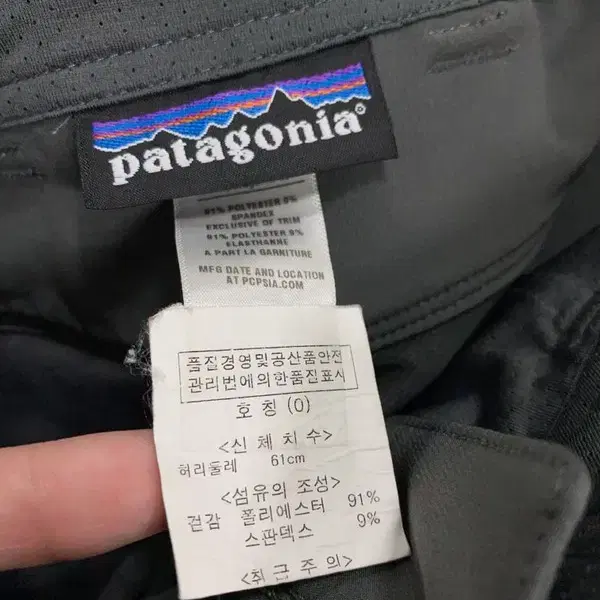 patagonia®
91% POLYESTER 9%
SPANDEX
EXCLUSIVE OF TRIM
91% POLYESTER 9%
ELASTHANNE
A PART LA GARNITURE
MFG DATE AND LOCATION
AT PCPSIA.COM
품질경영및공산품안전
관리번에의한품진표시
호 칭 (0)
<신 체 치 수>
허리둘레 61cm
<섬유의 조성>
겉감 폴리에스터 91%
스판덱스 9%
<취 급 주 의>